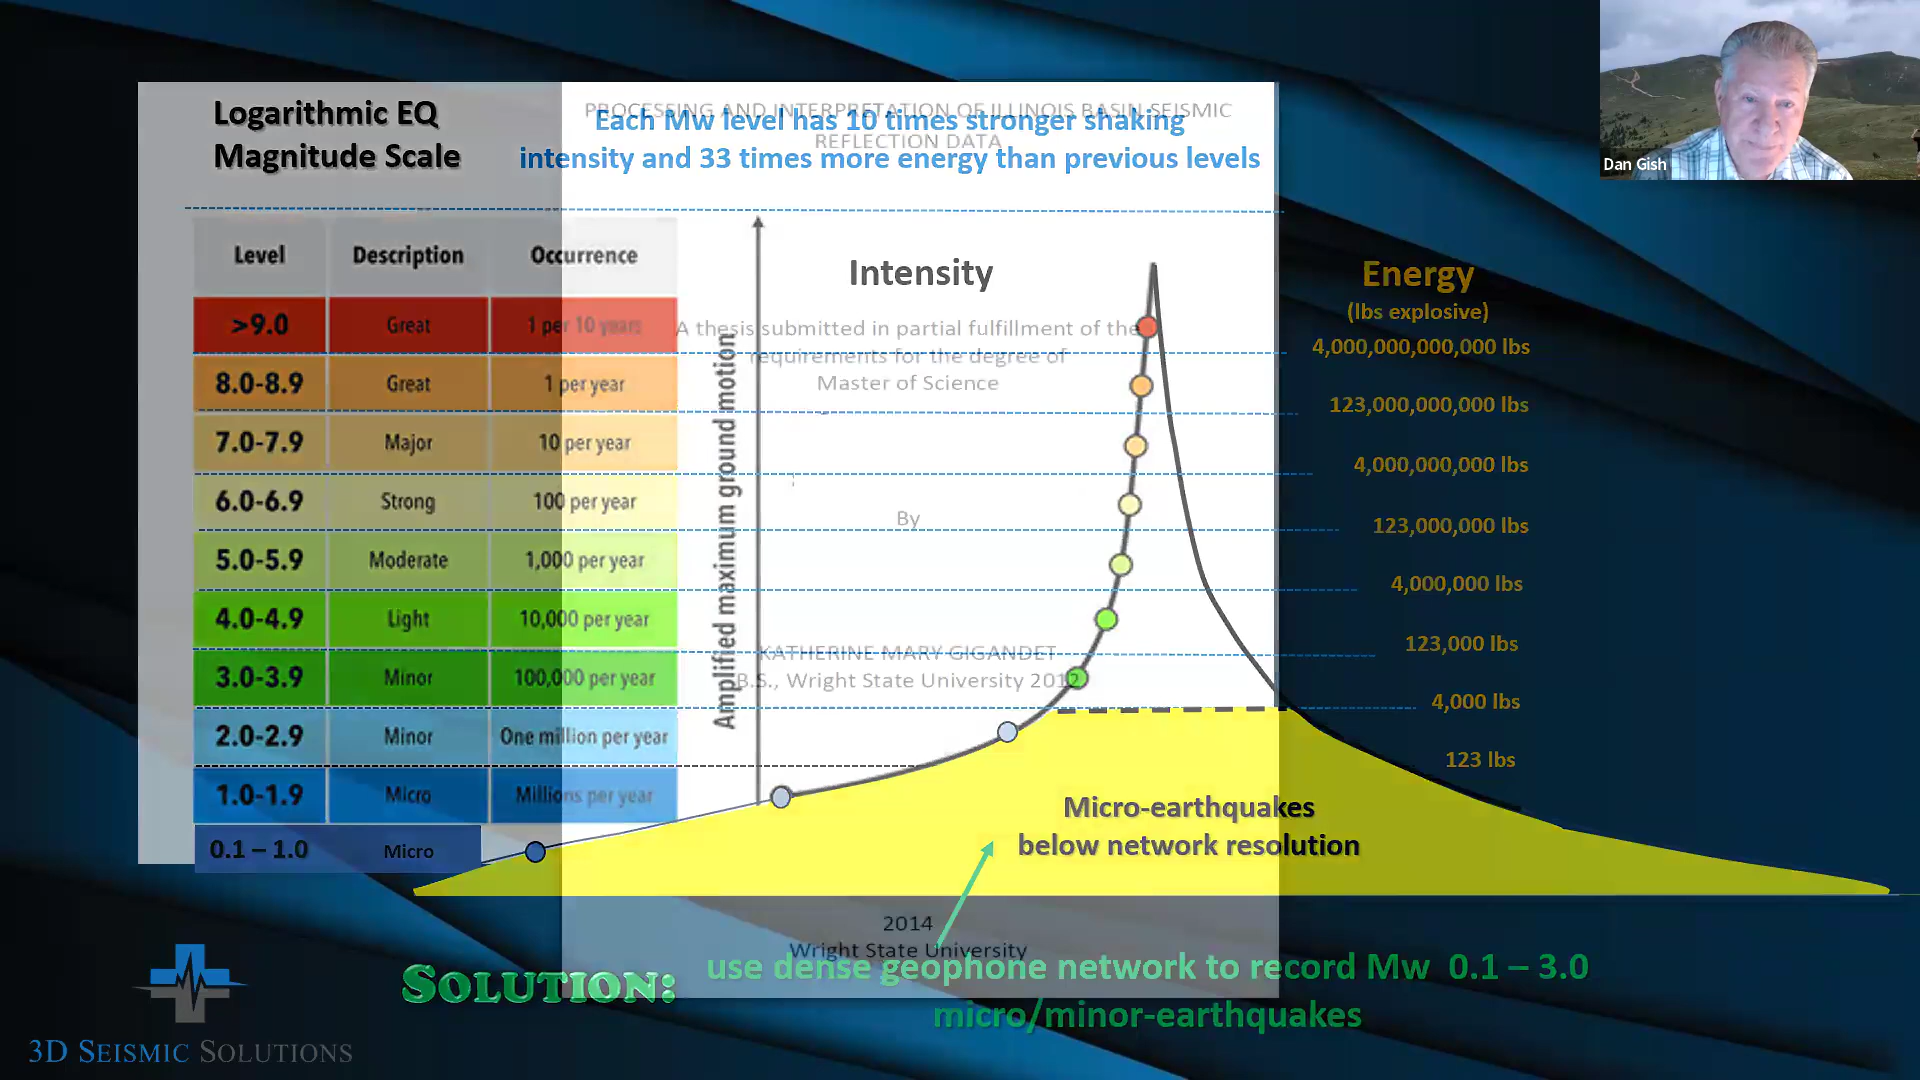 Dan Gish
Logarithmic EQ
Magnitude Scale
Each Mw level has 10 times stronger shaking
intensity and 33 times more energy than previous levels
PROCESSING AND INTERPRETATION OF ILLINOIS BASIN SEISMIC
REFLECTION DATA
Level Description Occurrence
>9.0 Great 1 per 10 years
8.0-8.9 Great 1 per year
7.0-7.9 Major 10 per year
6.0-6.9 Strong 100 per year
5.0-5.9 Moderate 1,000 per year
4.0-4.9 Light 10,000 per year
3.0-3.9 Minor 100,000 per year
2.0-2.9 Minor One million per year
1.0-1.9 Micro Millions per year
0.1 – 1.0 Micro
Amplified maximum ground motion
Intensity
A thesis submitted in partial fulfillment of the
requirements for the degree of
Master of Science
By
KATHERINE MARY GIGANDET
B.S., Wright State University 2012
Energy
(lbs explosive)
4,000,000,000,000 lbs
123,000,000,000 lbs
4,000,000,000 lbs
123,000,000 lbs
4,000,000 lbs
123,000 lbs
4,000 lbs
123 lbs
Micro-earthquakes
below network resolution
2014
Wright State University
SOLUTION: use dense geophone network to record Mw 0.1 – 3.0
micro/minor-earthquakes
3D SEISMIC SOLUTIONS